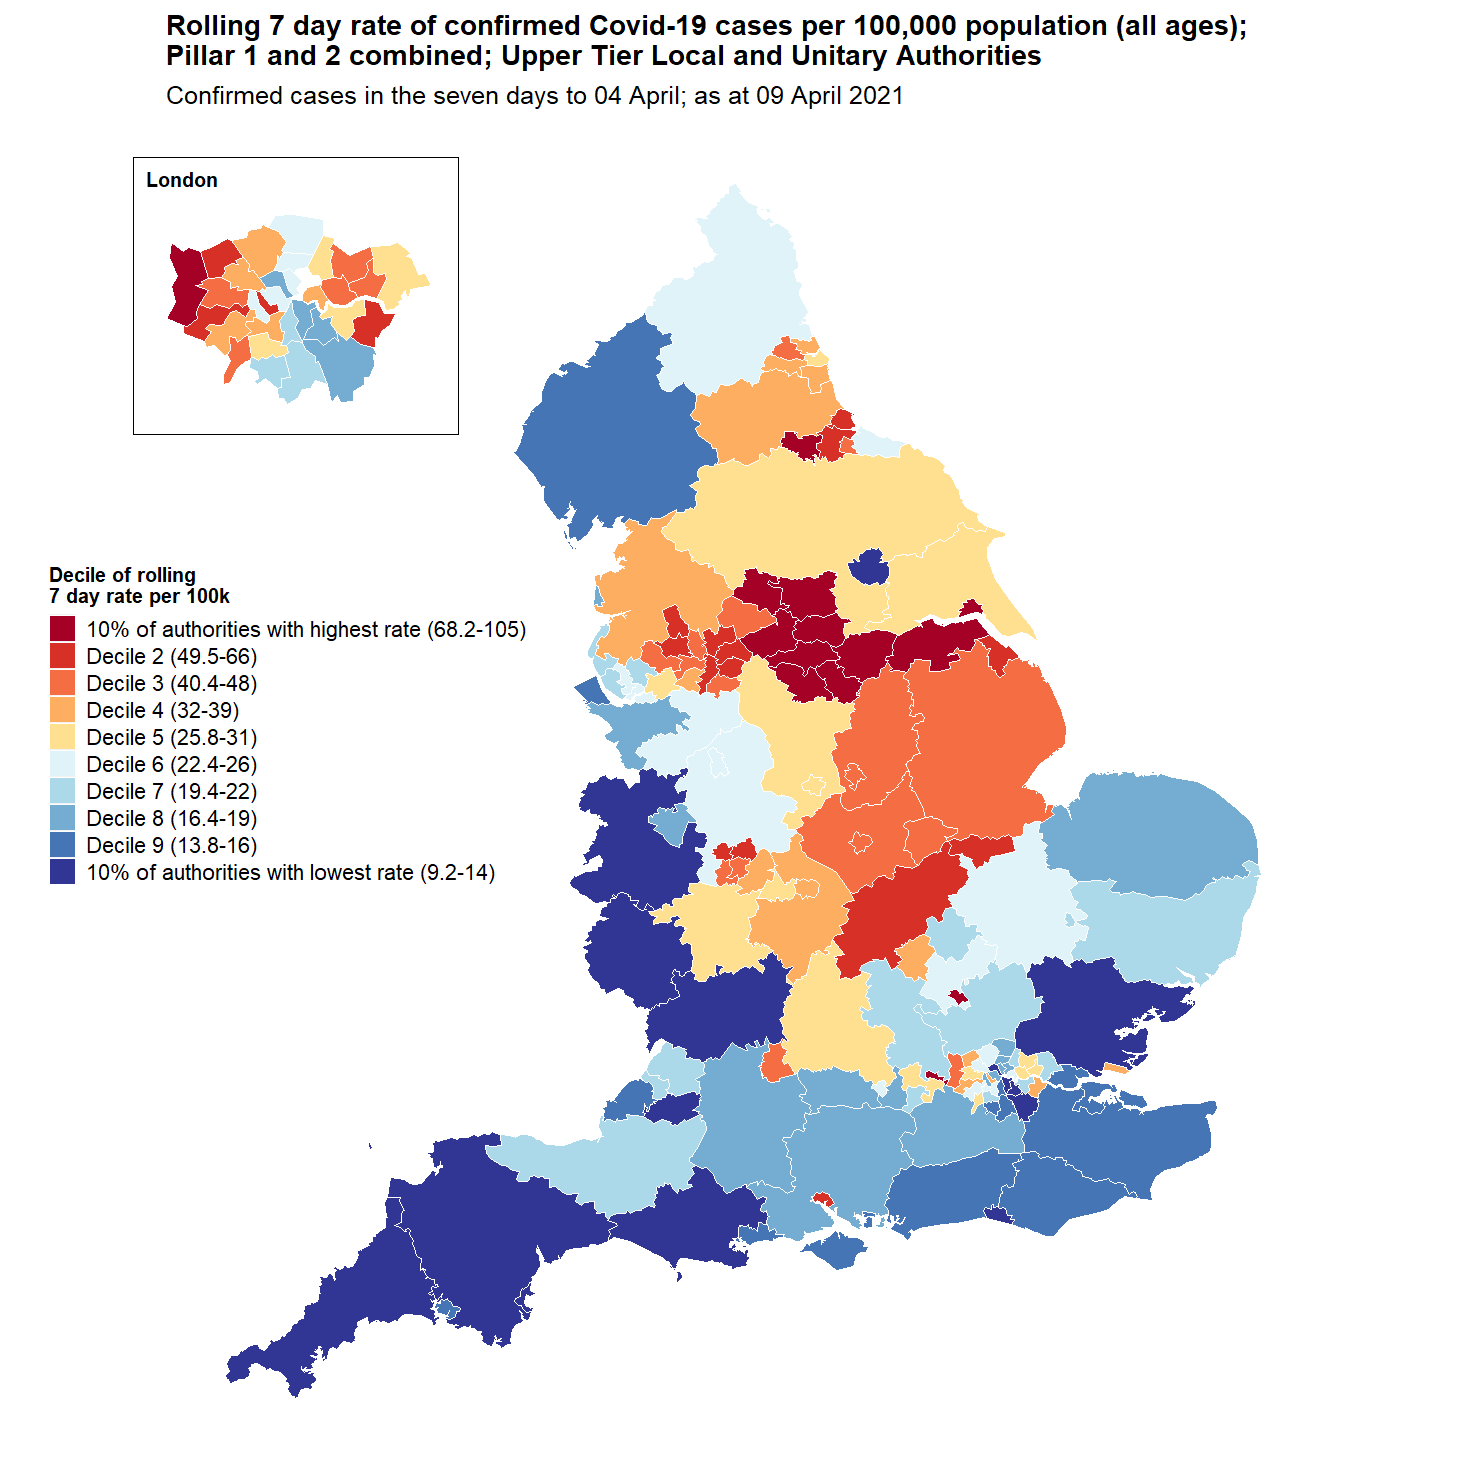 Rolling 7 day rate of confirmed Covid-19 cases per 100,000 population (all ages);
Pillar 1 and 2 combined; Upper Tier Local and Unitary Authorities
Confirmed cases in the seven days to 04 April; as at 09 April 2021
London
Decile of rolling
7 day rate per 100k
10% of authorities with highest rate (68.2-105)
Decile 2 (49.5-66)
Decile 3 (40.4-48)
Decile 4 (32-39)
Decile 5 (25.8-31)
Decile 6 (22.4-26)
Decile 7 (19.4-22)
Decile 8 (16.4-19)
Decile 9 (13.8-16)
10% of authorities with lowest rate (9.2-14)